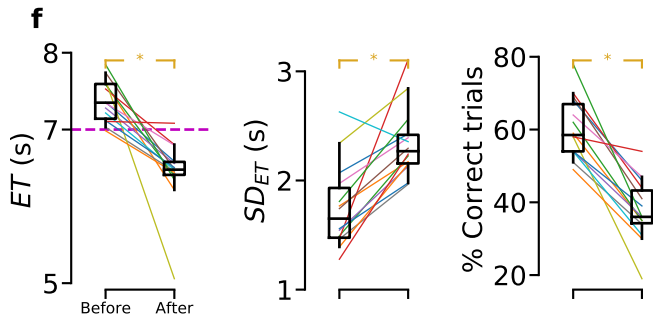 f
ET (s)
8
7
5
*
Before
After
SD_ET (s)
3
2
1
*
% Correct trials
80
60
40
20
*